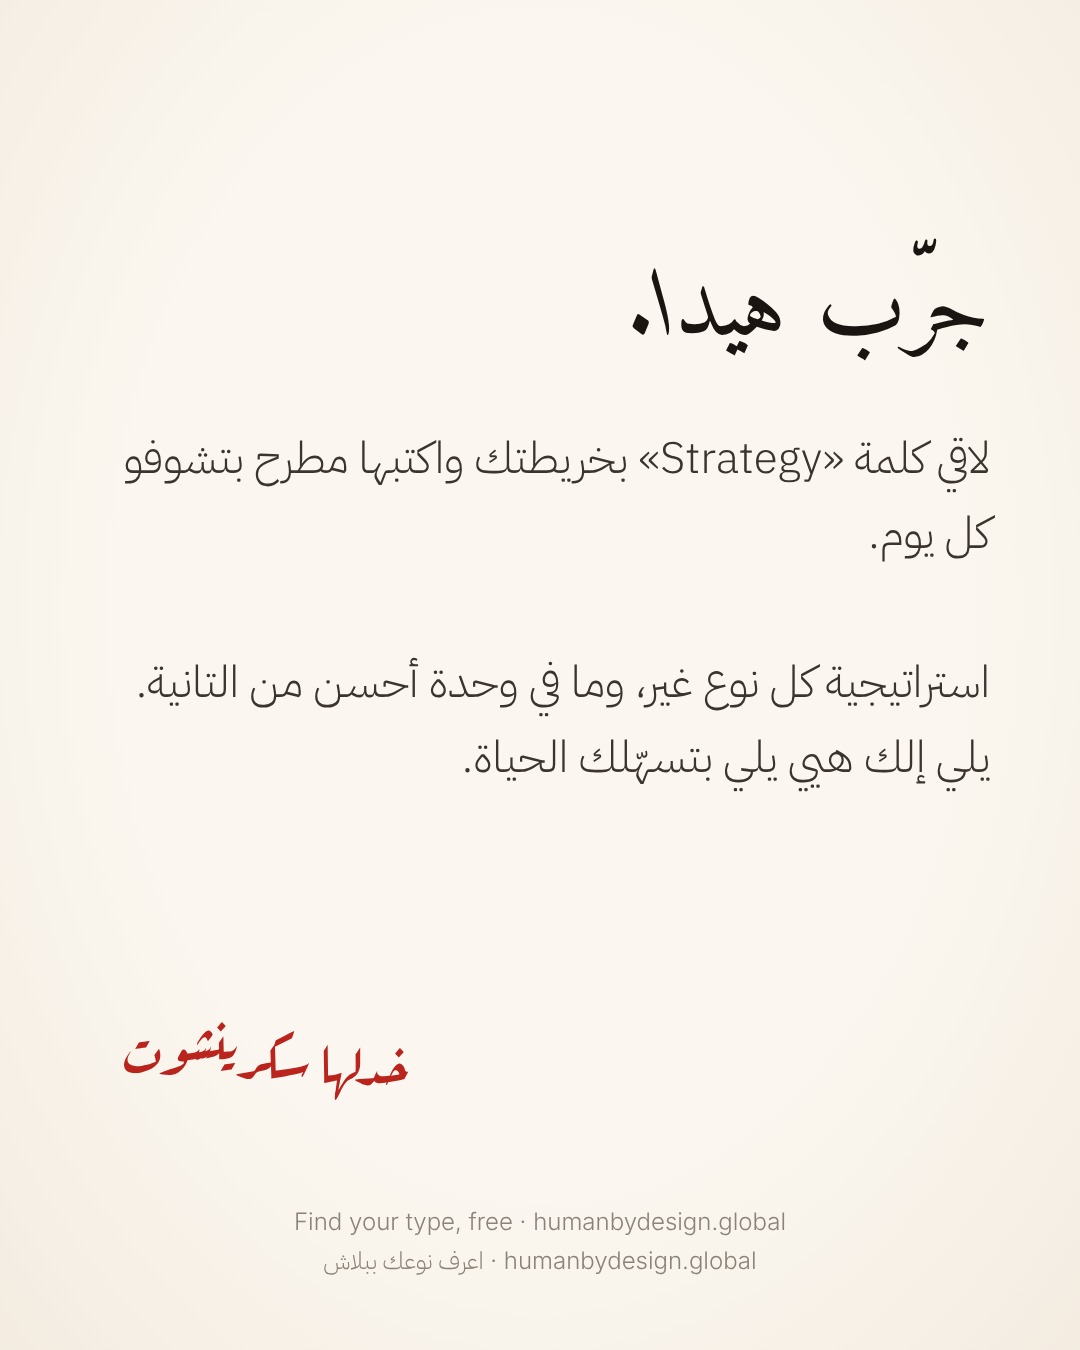 جرّب هيدا.
لاقي كلمة «Strategy» بخريطتك واكتبها مطرح بتشوفو
كل يوم.
استراتيجية كل نوع غير، وما في وحدة أحسن من التانية.
يلي إلك هيي يلي بتسهّلك الحياة.
خدلها سكرينشوت
Find your type, free · humanbydesign.global
اعرف نوعك ببلاش · humanbydesign.global